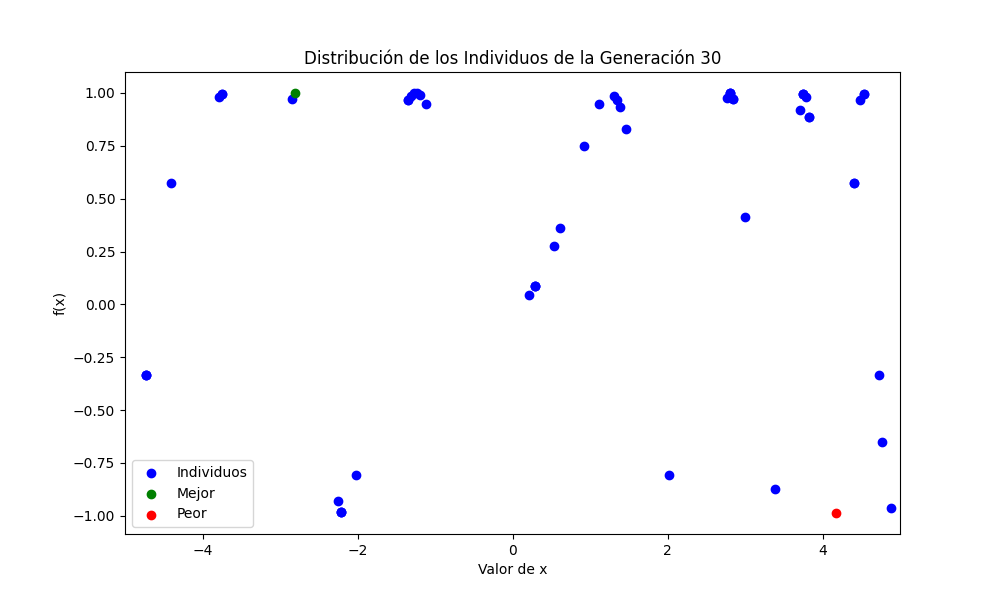 Distribución de los Individuos de la Generación 30
f(x)
1.00
0.75
0.50
0.25
0.00
−0.25
−0.50
−0.75
−1.00
Individuos
Mejor
Peor
−4
−2
0
2
4
Valor de x